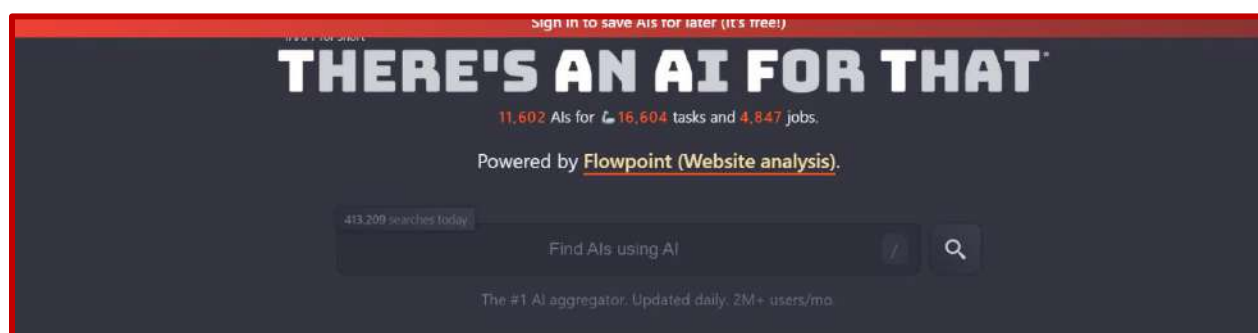 Sign in to save AIs for later (it's free!)
THERE'S AN AI FOR THAT
11,602 AIs for 16,604 tasks and 4,847 jobs.
Powered by Flowpoint (Website analysis).
413,209 searches today
Find AIs using AI /
The #1 AI aggregator. Updated daily. 2M+ users/mo.